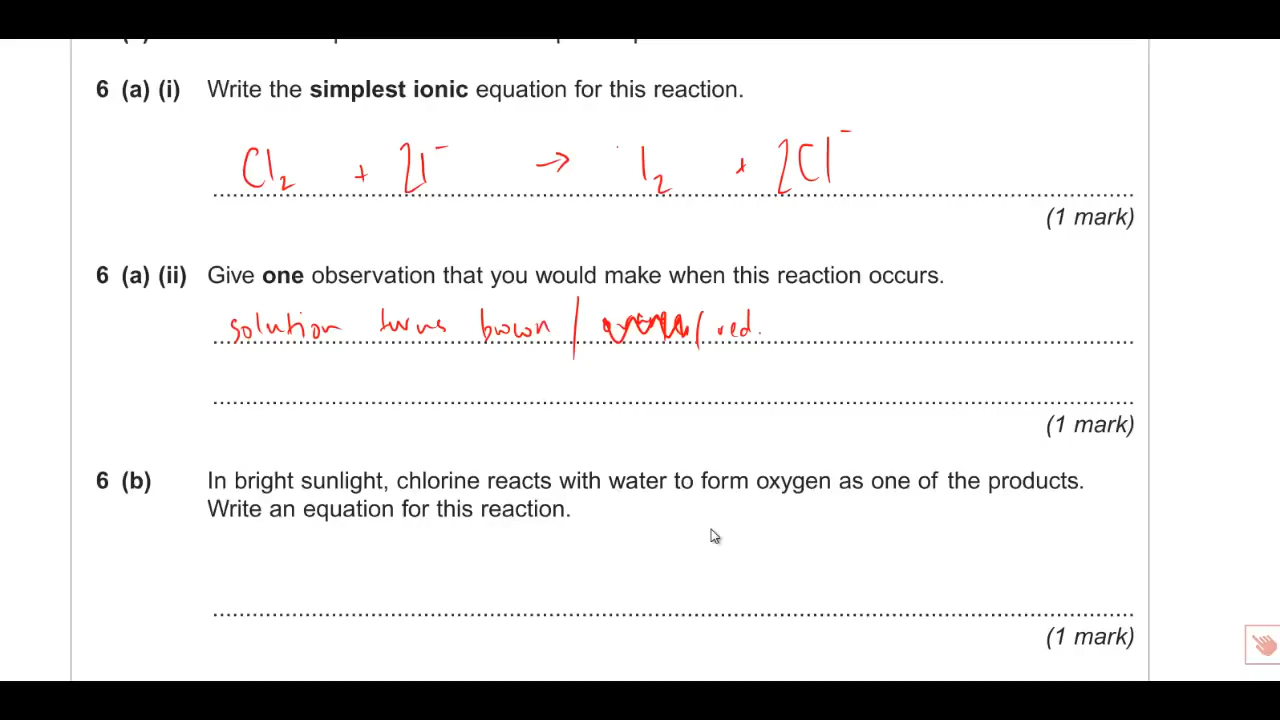 6 (a) (i) Write the simplest ionic equation for this reaction.
Cl₂ + 2I⁻ → I₂ + 2Cl⁻
(1 mark)
6 (a) (ii) Give one observation that you would make when this reaction occurs.
solution turns brown / / red.
(1 mark)
6 (b) In bright sunlight, chlorine reacts with water to form oxygen as one of the products.
Write an equation for this reaction.
(1 mark)